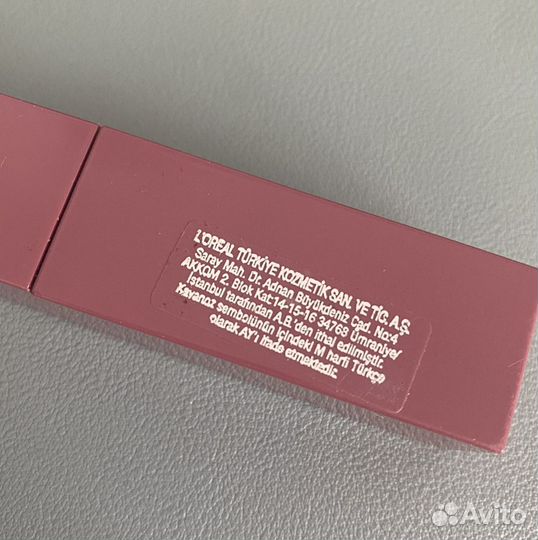 L'OREAL TÜRKİYE KOZMETİK SAN. VE TİC. A.Ş.
Saray Mah. Dr. Adnan Büyükdeniz Cad. No:4
AKKOM 2. Blok Kat:14-15-16 34768 Ümraniye/
İstanbul tarafından A.B.'den ithal edilmiştir.
Kavanoz sembolünün içindeki M harfi Türkçe
olarak AY'ı ifade etmektedir.
Avito